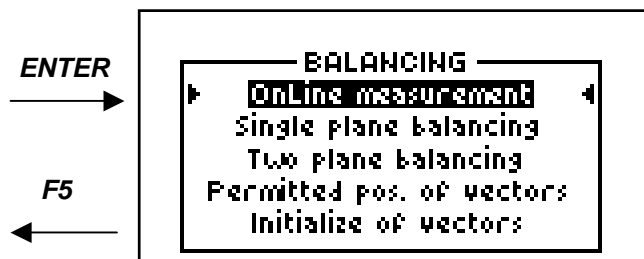 ENTER
F5
BALANCING
OnLine measurement
Single plane balancing
Two plane balancing
Permitted pos. of vectors
Initialize of vectors